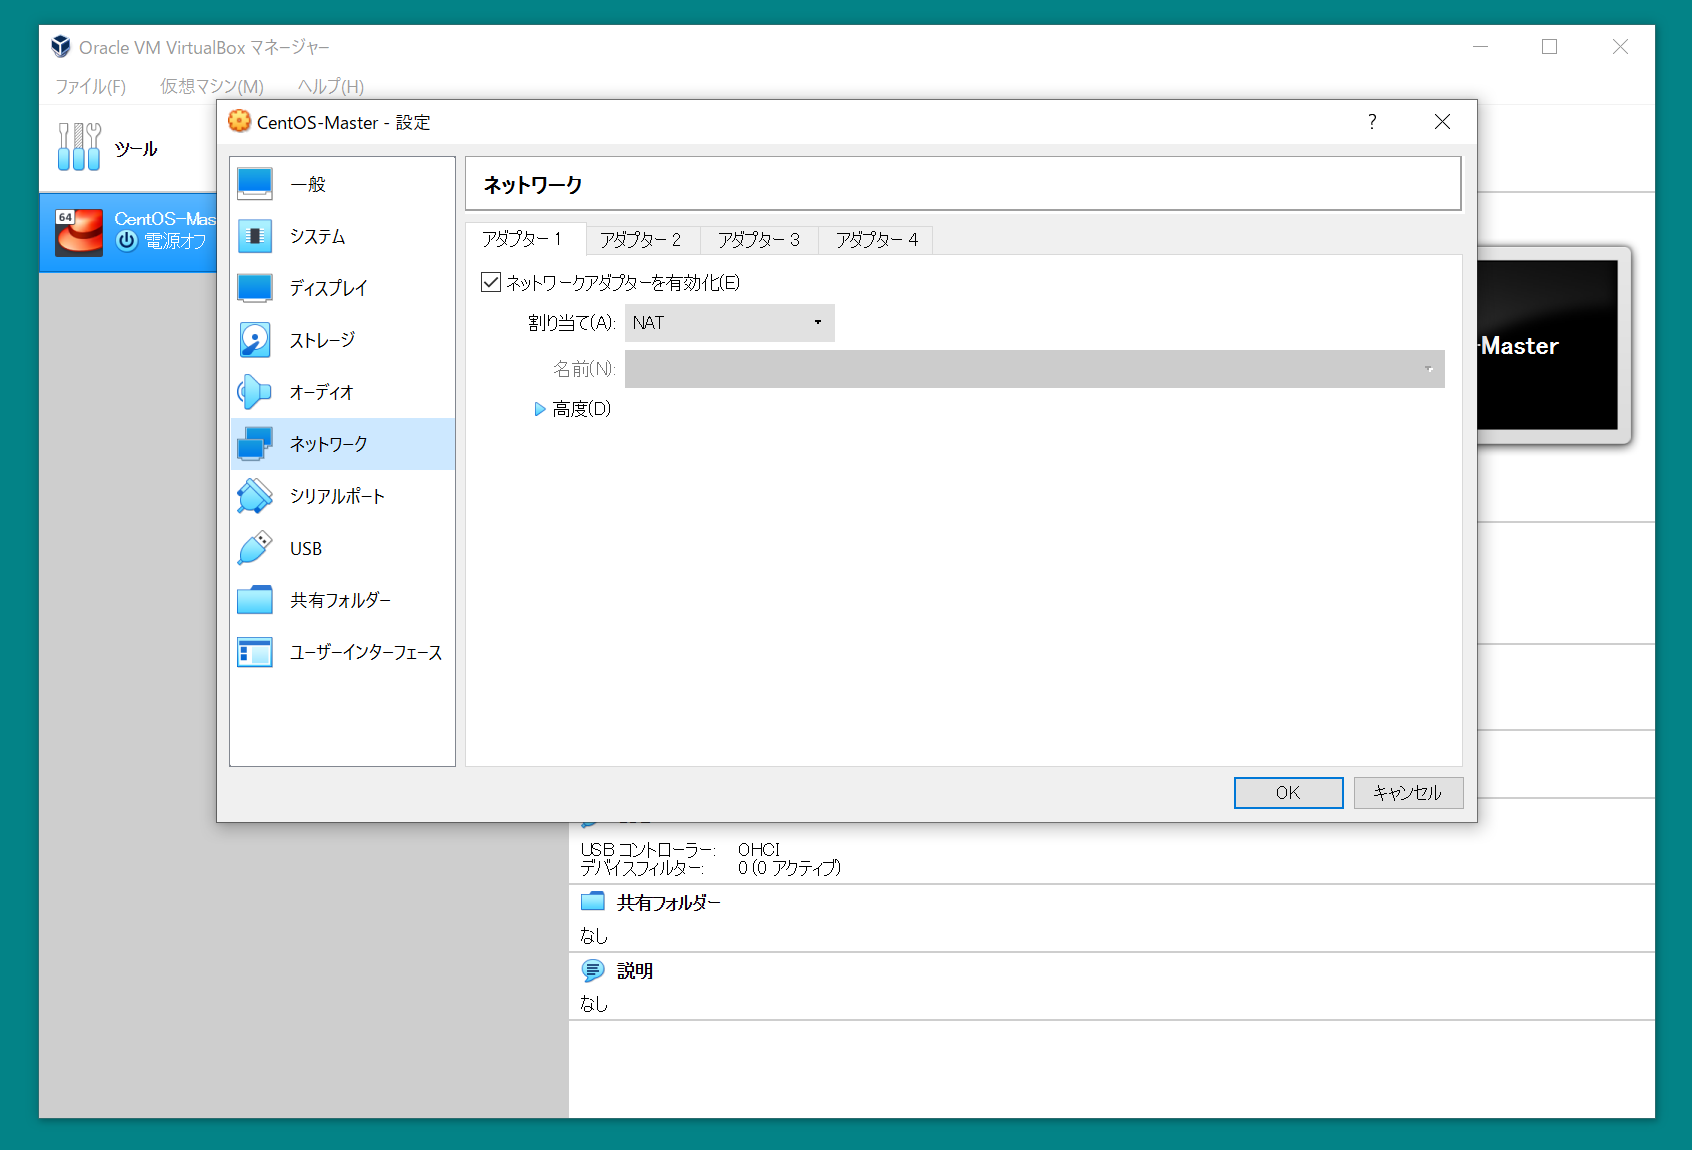 Oracle VM VirtualBox マネージャー
ファイル(F) 仮想マシン(M) ヘルプ(H)
ツール
64
CentOS-Mas
電源オフ
CentOS-Master - 設定
?
一般
システム
ディスプレイ
ストレージ
オーディオ
ネットワーク
シリアルポート
USB
共有フォルダー
ユーザーインターフェース
ネットワーク
アダプター 1 アダプター 2 アダプター 3 アダプター 4
ネットワークアダプターを有効化(E)
割り当て(A): NAT
名前(N):
高度(D)
OK キャンセル
-Master
USB コントローラー: OHCI
デバイスフィルター: 0 (0 アクティブ)
共有フォルダー
なし
説明
なし